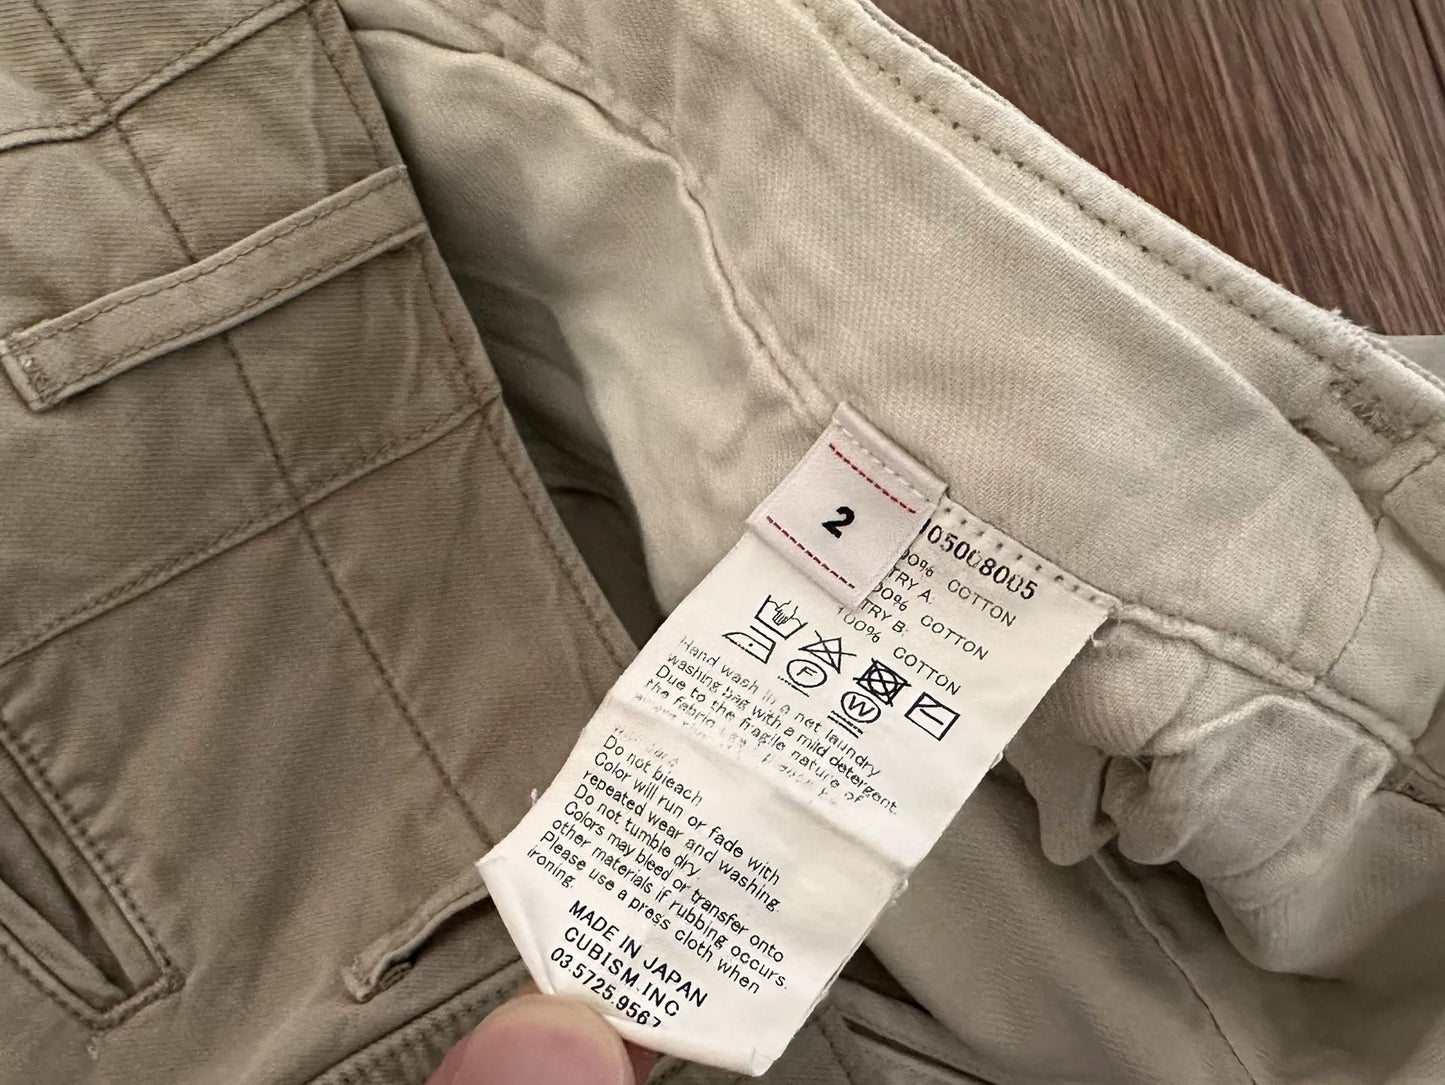 2
05008005
00% COTTON
TRY A:
00% COTTON
TRY B:
100% COTTON
F
W
Hand wash in a net laundry
washing bag with a mild detergent.
Due to the fragile nature of
the fabric
Do not bleach
Color will run or fade with
repeated wear and washing.
Do not tumble dry.
Colors may bleed or transfer onto
other materials if rubbing occurs.
Please use a press cloth when
ironing.
MADE IN JAPAN
CUBISM.INC
03.5725.9567